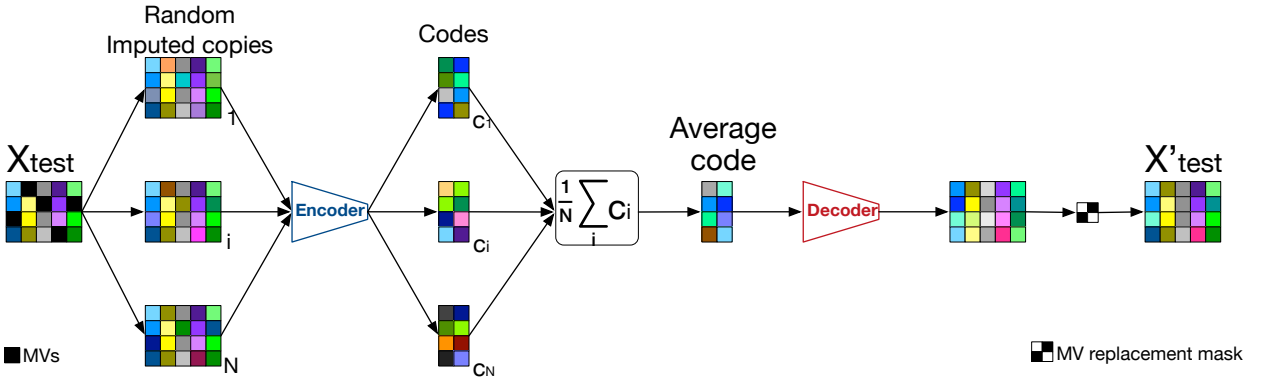 Random
Imputed copies
Codes
1
C1
Average
code
Xtest
X'test
Encoder
1
N
∑
i
Ci
Decoder
i
Ci
MVs
N
CN
MV replacement mask